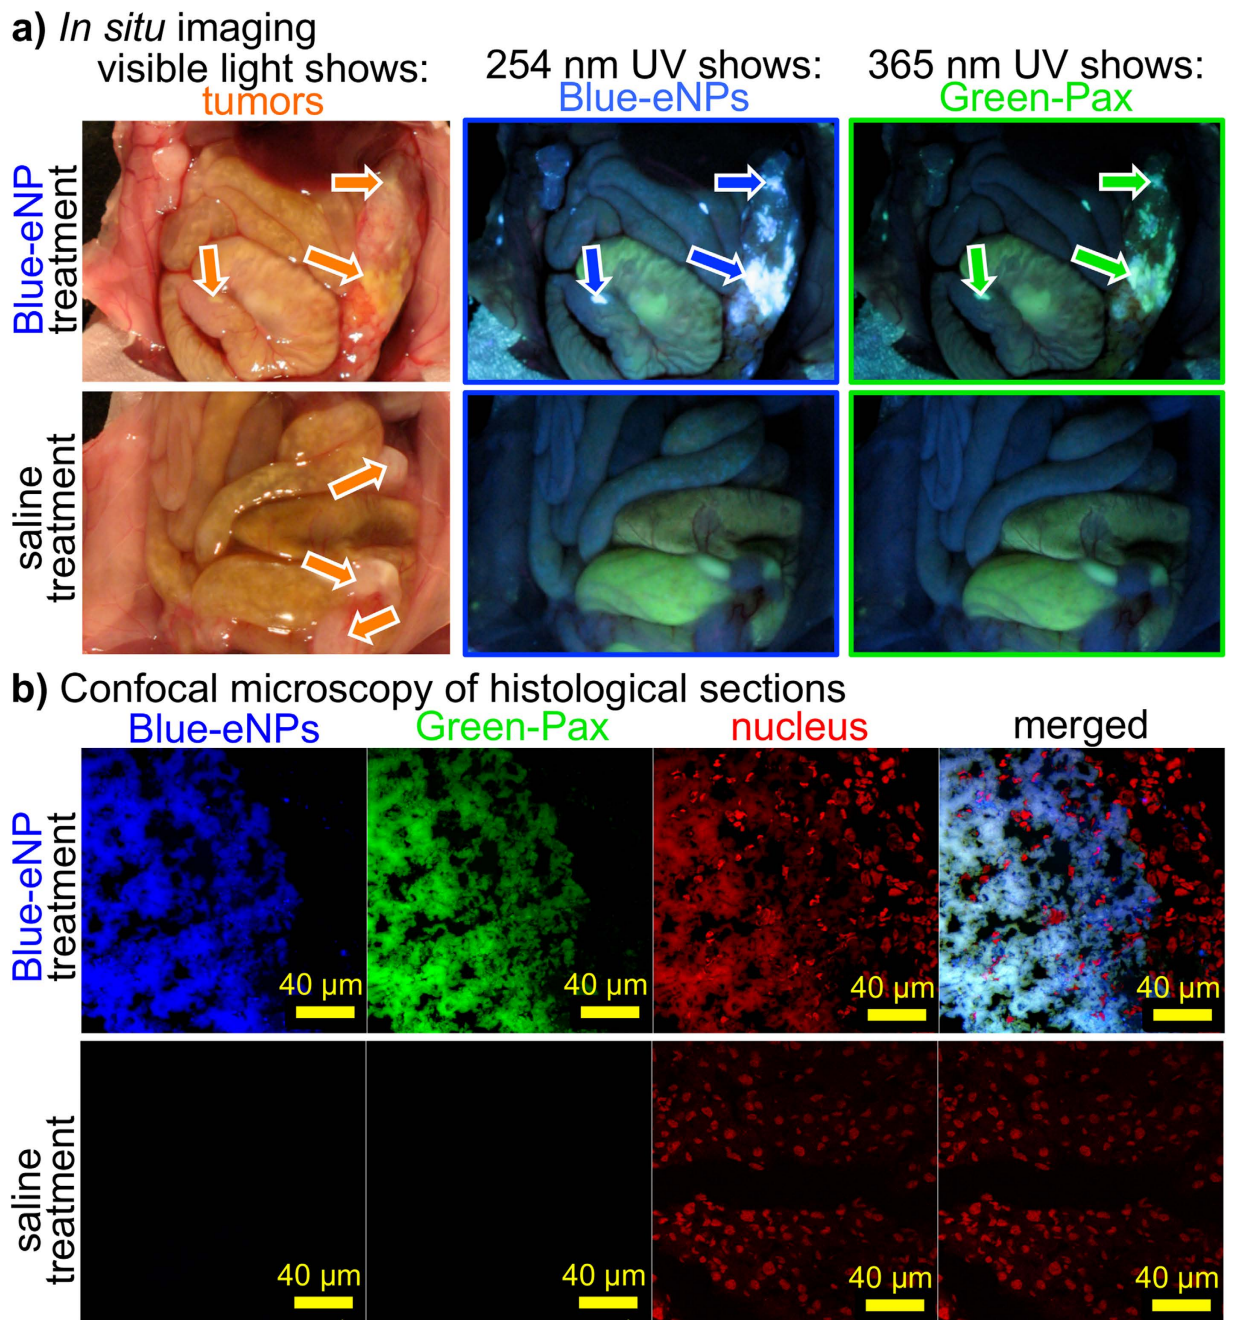 a) In situ imaging
visible light shows:
tumors
254 nm UV shows:
Blue-eNPs
365 nm UV shows:
Green-Pax
Blue-eNP
treatment
saline
treatment
b) Confocal microscopy of histological sections
Blue-eNPs
Green-Pax
nucleus
merged
Blue-eNP
treatment
40 µm
40 µm
40 µm
40 µm
saline
treatment
40 µm
40 µm
40 µm
40 µm